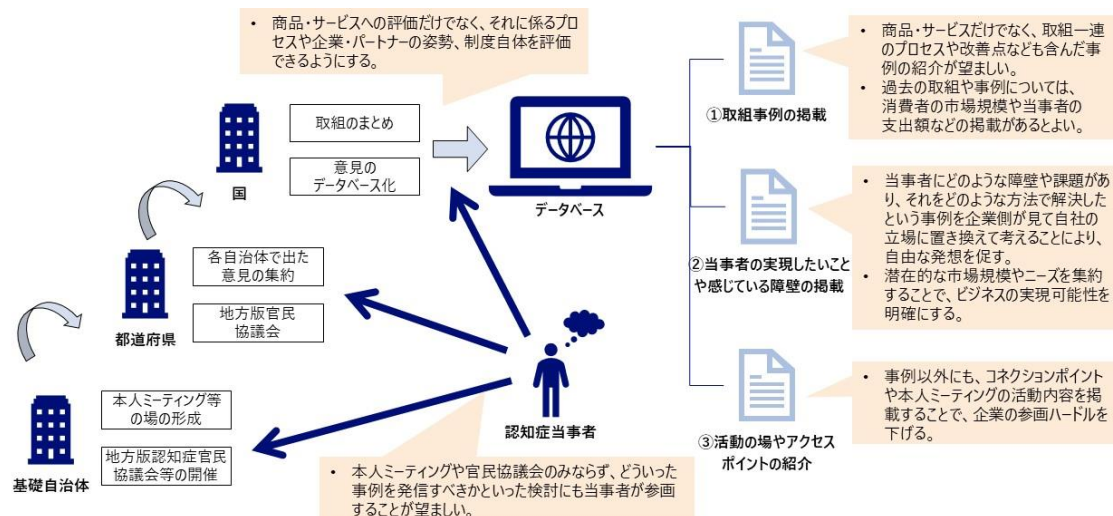 • 商品・サービスへの評価だけでなく、それに係るプロ
セスや企業・パートナーの姿勢、制度自体を評価
できるようにする。
取組のまとめ
意見の
データベース化
国
データベース
各自治体で出た
意見の集約
地方版官民
協議会
都道府県
本人ミーティング等
の場の形成
地方版認知症官民
協議会等の開催
基礎自治体
認知症当事者
• 本人ミーティングや官民協議会のみならず、どういった
事例を発信すべきかといった検討にも当事者が参画
することが望ましい。
①取組事例の掲載
• 商品・サービスだけでなく、取組一連
のプロセスや改善点なども含んだ事
例の紹介が望ましい。
• 過去の取組や事例については、
消費者の市場規模や当事者の
支出額などの掲載があるとよい。
②当事者の実現したいこと
や感じている障壁の掲載
• 当事者にどのような障壁や課題があ
り、それをどのような方法で解決した
という事例を企業側が見て自社の
立場に置き換えて考えることにより、
自由な発想を促す。
• 潜在的な市場規模やニーズを集約
することで、ビジネスの実現可能性を
明確にする。
③活動の場やアクセス
ポイントの紹介
• 事例以外にも、コネクションポイント
や本人ミーティングの活動内容を掲
載することで、企業の参画ハードルを
下げる。